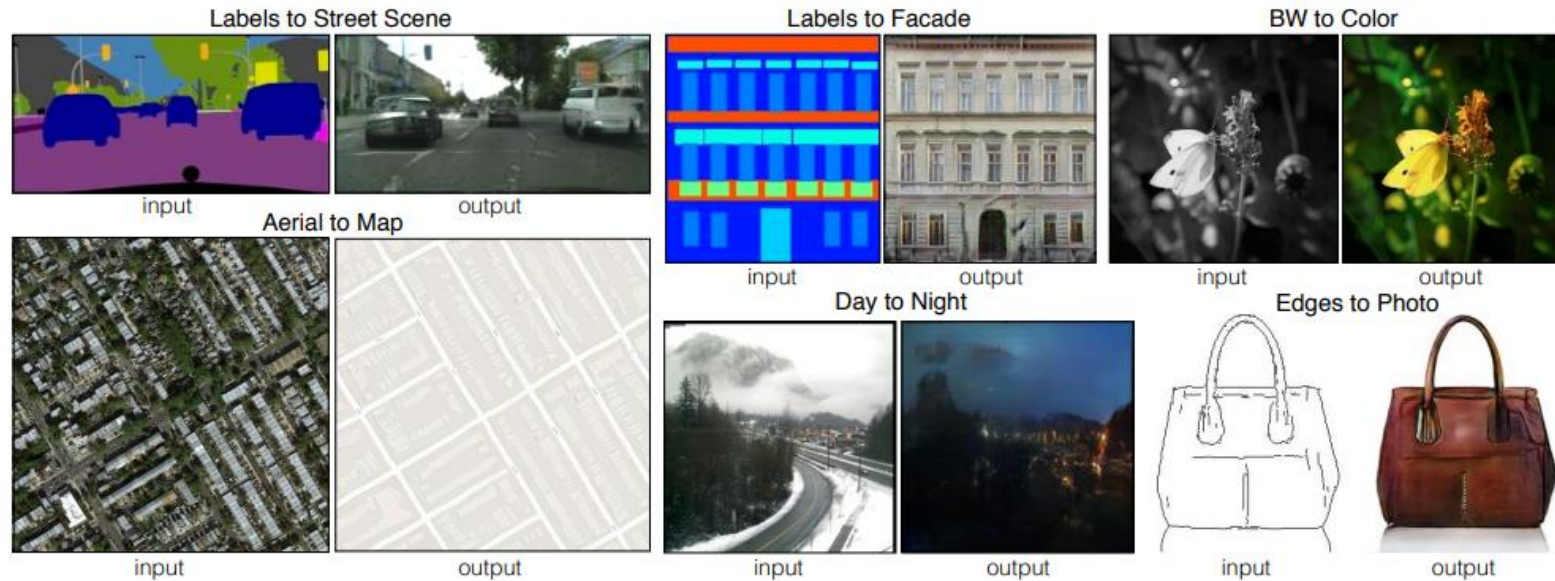 Labels to Street Scene
input
output
Aerial to Map
input
output
Labels to Facade
input
output
BW to Color
input
output
Day to Night
input
output
Edges to Photo
input
output